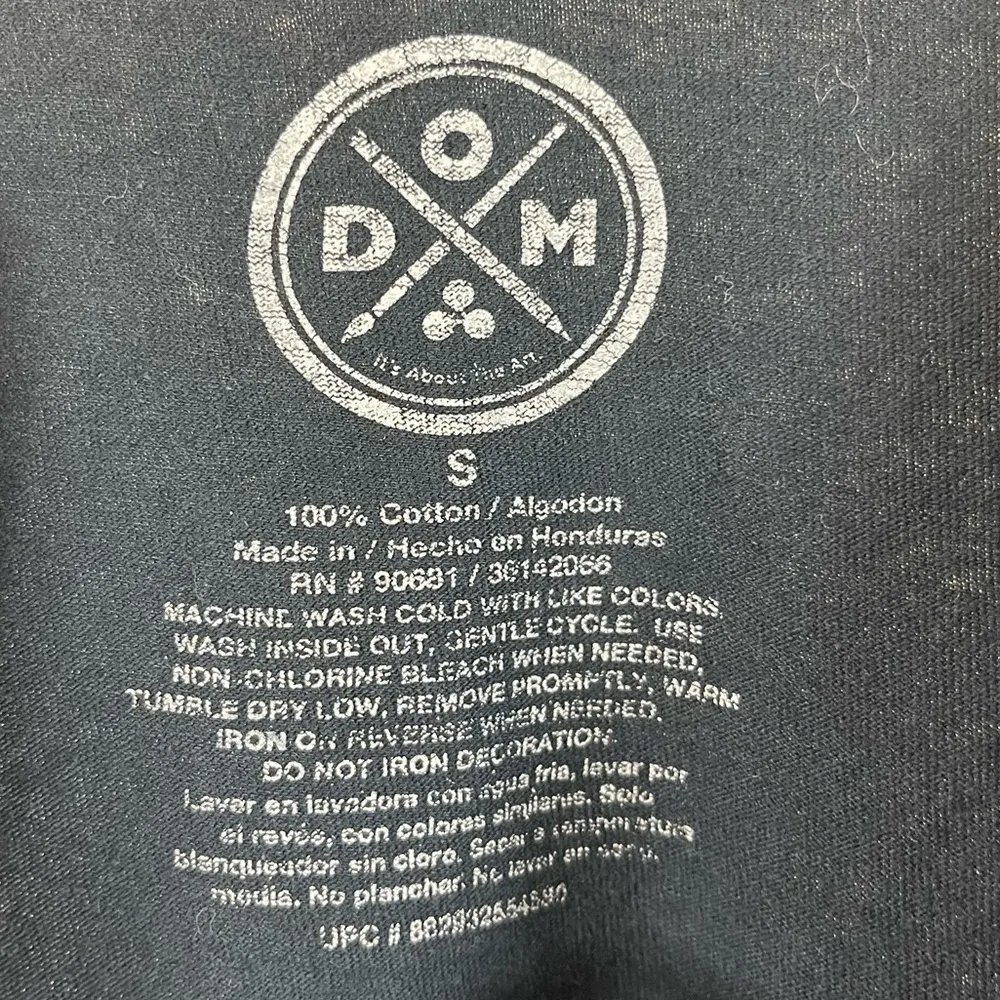 O
D M
It's About The Art.
S
100% Cotton / Algodon
Made in / Hecho en Honduras
RN # 90681 / 36142066
MACHINE WASH COLD WITH LIKE COLORS,
WASH INSIDE OUT, GENTLE CYCLE. USE
NON-CHLORINE BLEACH WHEN NEEDED,
TUMBLE DRY LOW, REMOVE PROMPTLY, WARM
IRON ON REVERSE WHEN NEEDED.
DO NOT IRON DECORATION.
Lavar en lavadora con agua fria, lavar por
el revés, con colores similares. Solo
blanqueador sin cloro. Secar a temperatura
media. No planchar. No lavar en
UPC #